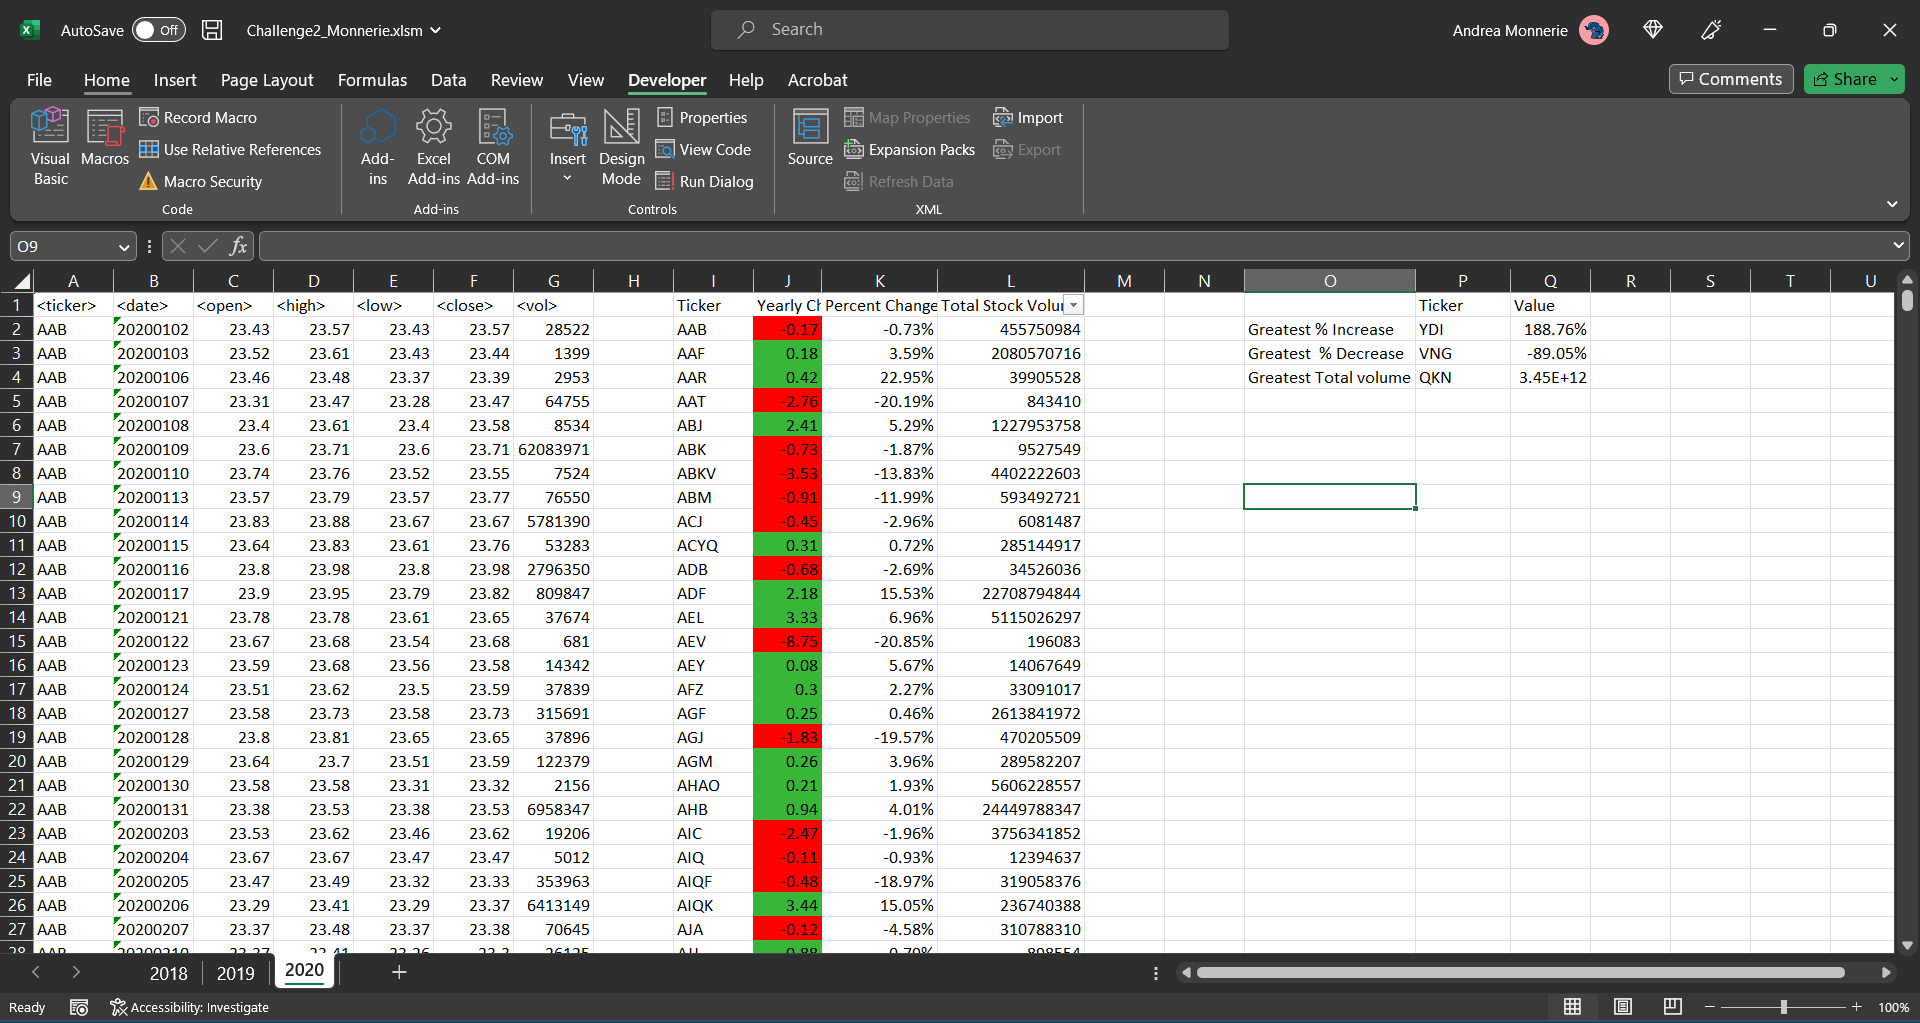 AutoSave Off Challenge2_Monnerie.xlsm Search Andrea Monnerie
File Home Insert Page Layout Formulas Data Review View Developer Help Acrobat Comments Share
Visual Basic Macros Record Macro Use Relative References Macro Security Code
Add-ins Excel Add-ins COM Add-ins Add-ins
Insert Design Mode Properties View Code Run Dialog Controls
Source Map Properties Expansion Packs Refresh Data Import Export XML
O9 fx
A B C D E F G H I J K L M N O P Q R S T U
1 <ticker> <date> <open> <high> <low> <close> <vol> Ticker Yearly Ch Percent Change Total Stock Volu Ticker Value
2 AAB 20200102 23.43 23.57 23.43 23.57 28522 AAB -0.17 -0.73% 455750984 Greatest % Increase YDI 188.76%
3 AAB 20200103 23.52 23.61 23.43 23.44 1399 AAF 0.18 3.59% 2080570716 Greatest  % Decrease VNG -89.05%
4 AAB 20200106 23.46 23.48 23.37 23.39 2953 AAR 0.42 22.95% 39905528 Greatest Total volume QKN 3.45E+12
5 AAB 20200107 23.31 23.47 23.28 23.47 64755 AAT -2.76 -20.19% 843410
6 AAB 20200108 23.4 23.61 23.4 23.58 8534 ABJ 2.41 5.29% 1227953758
7 AAB 20200109 23.6 23.71 23.6 23.71 62083971 ABK -0.73 -1.87% 9527549
8 AAB 20200110 23.74 23.76 23.52 23.55 7524 ABKV -3.53 -13.83% 4402222603
9 AAB 20200113 23.57 23.79 23.57 23.77 76550 ABM -0.91 -11.99% 593492721
10 AAB 20200114 23.83 23.88 23.67 23.67 5781390 ACJ -0.45 -2.96% 6081487
11 AAB 20200115 23.64 23.83 23.61 23.76 53283 ACYQ 0.31 0.72% 285144917
12 AAB 20200116 23.8 23.98 23.8 23.98 2796350 ADB -0.68 -2.69% 34526036
13 AAB 20200117 23.9 23.95 23.79 23.82 809847 ADF 2.18 15.53% 22708794844
14 AAB 20200121 23.78 23.78 23.61 23.65 37674 AEL 3.33 6.96% 5115026297
15 AAB 20200122 23.67 23.68 23.54 23.68 681 AEV -8.75 -20.85% 196083
16 AAB 20200123 23.59 23.68 23.56 23.58 14342 AEY 0.08 5.67% 14067649
17 AAB 20200124 23.51 23.62 23.5 23.59 37839 AFZ 0.3 2.27% 33091017
18 AAB 20200127 23.58 23.73 23.58 23.73 315691 AGF 0.25 0.46% 2613841972
19 AAB 20200128 23.8 23.81 23.65 23.65 37896 AGJ -1.83 -19.57% 470205509
20 AAB 20200129 23.64 23.7 23.51 23.59 122379 AGM 0.26 3.96% 289582207
21 AAB 20200130 23.58 23.58 23.31 23.32 2156 AHAO 0.21 1.93% 5606228557
22 AAB 20200131 23.38 23.53 23.38 23.53 6958347 AHB 0.94 4.01% 24449788347
23 AAB 20200203 23.53 23.62 23.46 23.62 19206 AIC -2.47 -1.96% 3756341852
24 AAB 20200204 23.67 23.67 23.47 23.47 5012 AIQ -0.11 -0.93% 12394637
25 AAB 20200205 23.47 23.49 23.32 23.33 353963 AIQF -0.48 -18.97% 319058376
26 AAB 20200206 23.29 23.41 23.29 23.37 6413149 AIQK 3.44 15.05% 236740388
27 AAB 20200207 23.37 23.48 23.37 23.38 70645 AJA -0.12 -4.58% 310788310
2018 2019 2020
Ready Accessibility: Investigate 100%